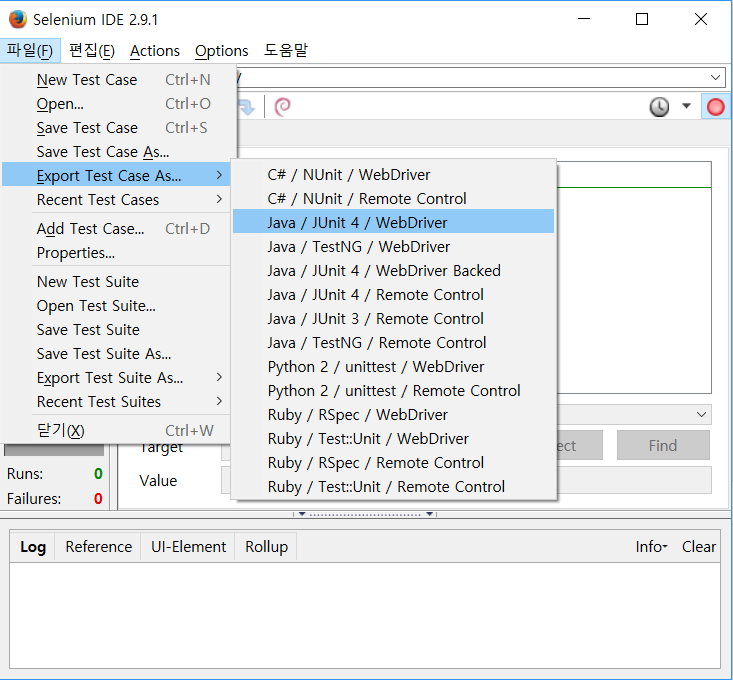 Selenium IDE 2.9.1
파일(F) 편집(E) Actions Options 도움말
/
New Test Case Ctrl+N
Open... Ctrl+O
Save Test Case Ctrl+S
Save Test Case As...
Export Test Case As...
Recent Test Cases
Add Test Case... Ctrl+D
Properties...
New Test Suite
Open Test Suite...
Save Test Suite
Save Test Suite As...
Export Test Suite As...
Recent Test Suites
닫기(X) Ctrl+W
C# / NUnit / WebDriver
C# / NUnit / Remote Control
Java / JUnit 4 / WebDriver
Java / TestNG / WebDriver
Java / JUnit 4 / WebDriver Backed
Java / JUnit 4 / Remote Control
Java / JUnit 3 / Remote Control
Java / TestNG / Remote Control
Python 2 / unittest / WebDriver
Python 2 / unittest / Remote Control
Ruby / RSpec / WebDriver
Ruby / Test::Unit / WebDriver
Ruby / RSpec / Remote Control
Ruby / Test::Unit / Remote Control
Target ect Find
Value
Runs: 0
Failures: 0
Log Reference UI-Element Rollup Info Clear